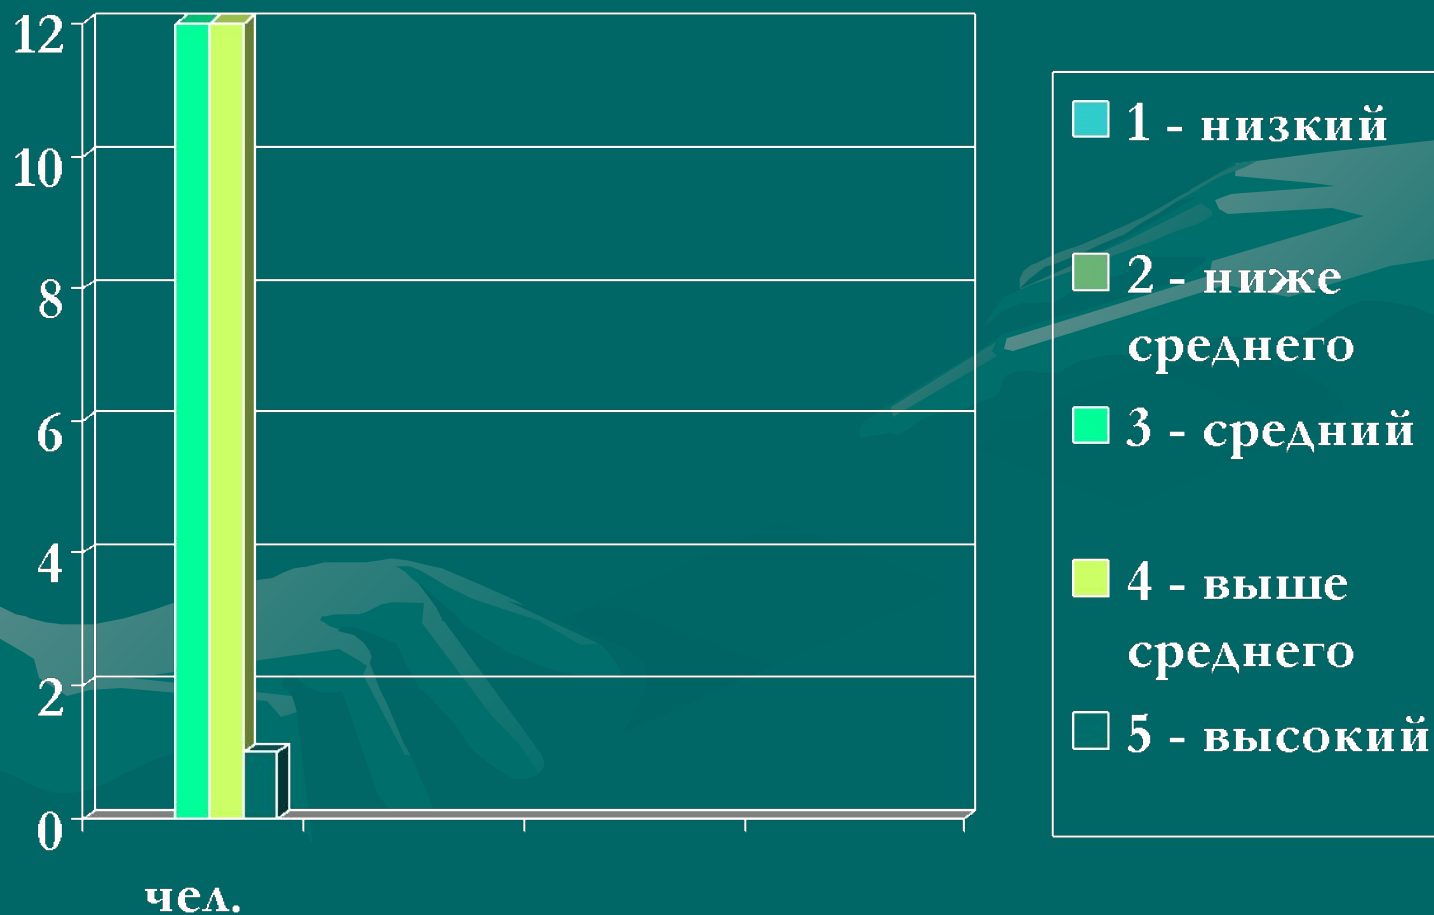 12
10
8
6
4
2
0
чел.
1 - низкий
2 - ниже
среднего
3 - средний
4 - выше
среднего
5 - высокий